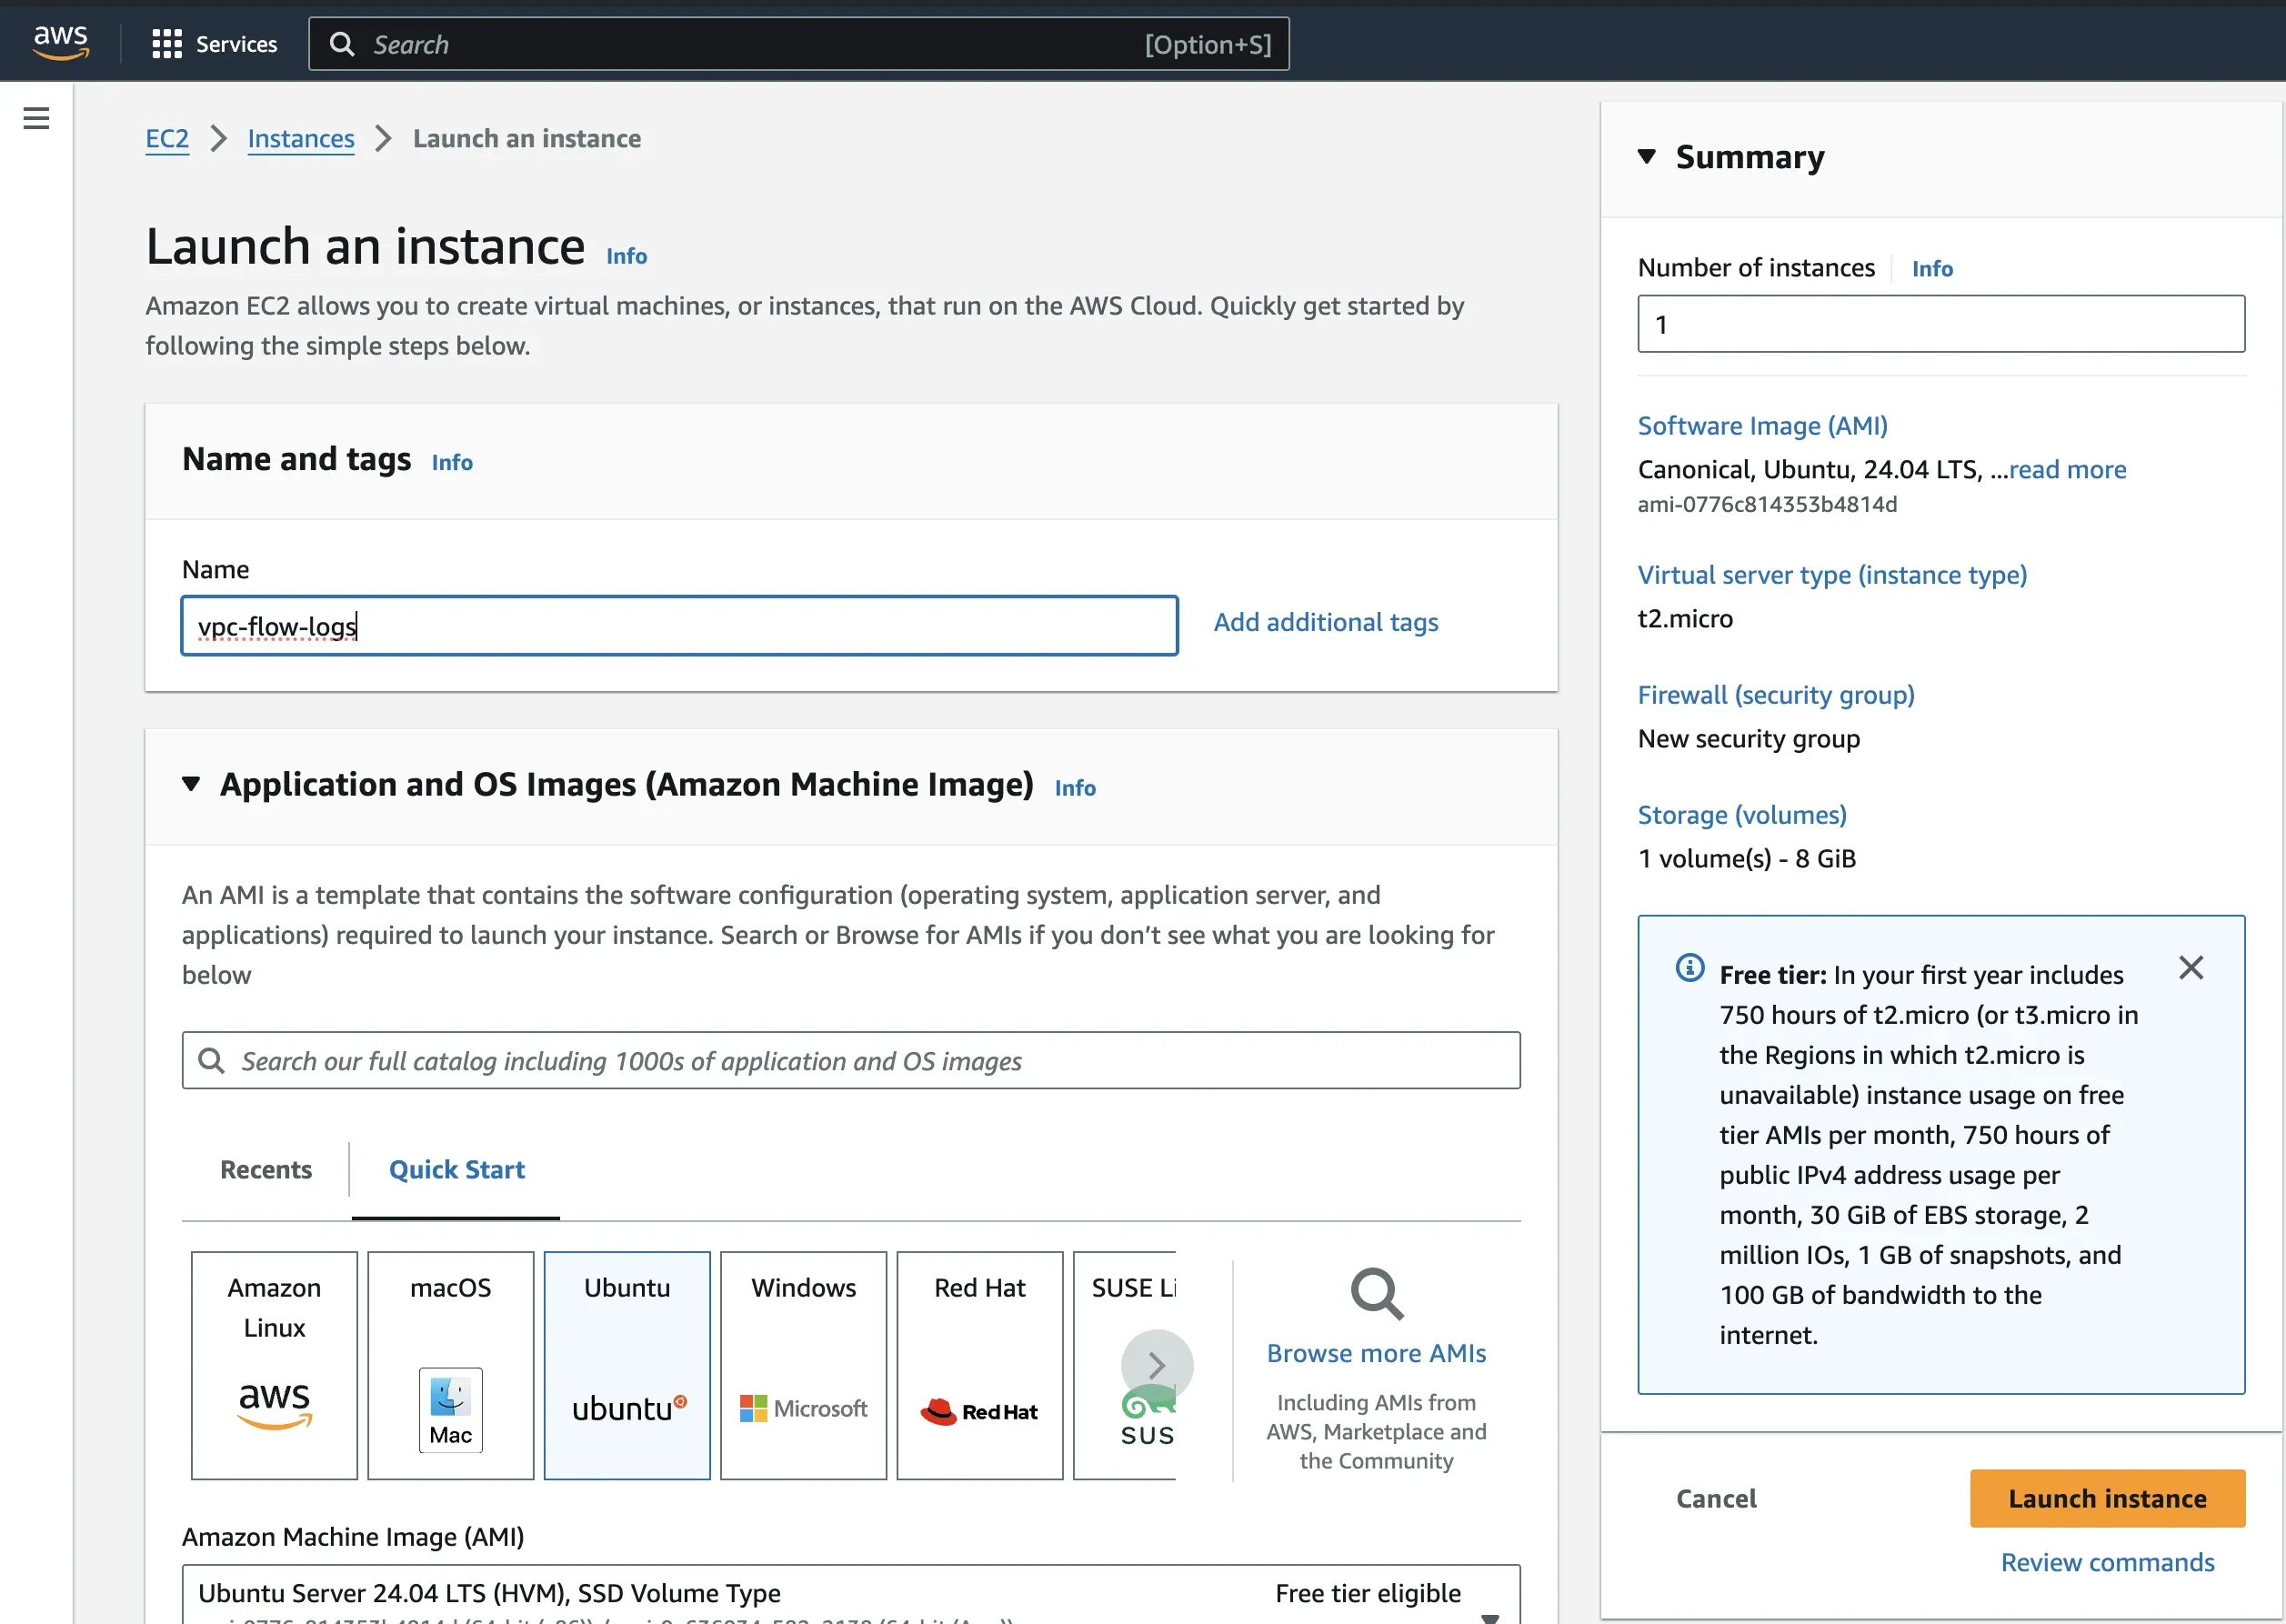 aws
Services
Search
[Option+S]
EC2
Instances
Launch an instance
Launch an instance
Info
Amazon EC2 allows you to create virtual machines, or instances, that run on the AWS Cloud. Quickly get started by
following the simple steps below.
Name and tags
Info
Name
vpc-flow-logs
Add additional tags
Application and OS Images (Amazon Machine Image)
Info
An AMI is a template that contains the software configuration (operating system, application server, and
applications) required to launch your instance. Search or Browse for AMIs if you don’t see what you are looking for
below
Search our full catalog including 1000s of application and OS images
Recents
Quick Start
Amazon
Linux
aws
macOS
Mac
Ubuntu
ubuntu
Windows
Microsoft
Red Hat
Red Hat
SUSE Li
SUS
Browse more AMIs
Including AMIs from
AWS, Marketplace and
the Community
Amazon Machine Image (AMI)
Ubuntu Server 24.04 LTS (HVM), SSD Volume Type
Free tier eligible
Summary
Number of instances
Info
1
Software Image (AMI)
Canonical, Ubuntu, 24.04 LTS, ...read more
ami-0776c814353b4814d
Virtual server type (instance type)
t2.micro
Firewall (security group)
New security group
Storage (volumes)
1 volume(s) - 8 GiB
Free tier: In your first year includes
750 hours of t2.micro (or t3.micro in
the Regions in which t2.micro is
unavailable) instance usage on free
tier AMIs per month, 750 hours of
public IPv4 address usage per
month, 30 GiB of EBS storage, 2
million IOs, 1 GB of snapshots, and
100 GB of bandwidth to the
internet.
Cancel
Launch instance
Review commands